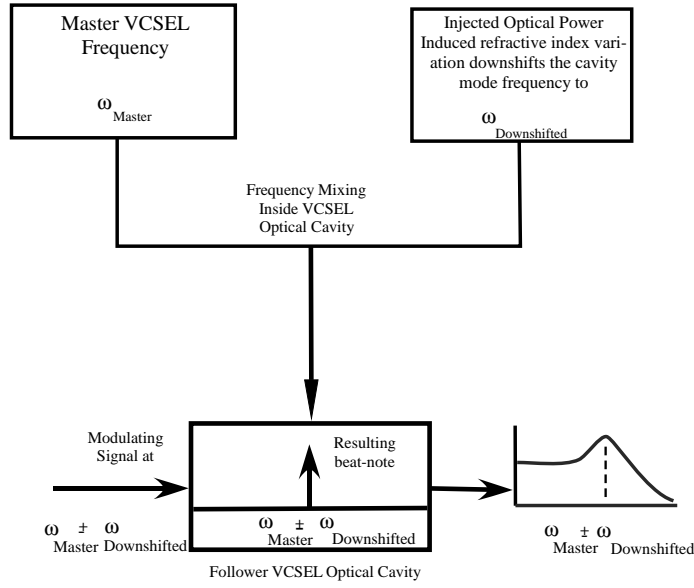 Master VCSEL
Frequency
ω Master
Injected Optical Power
Induced refractive index vari-
ation downshifts the cavity
mode frequency to
ω Downshifted
Frequency Mixing
Inside VCSEL
Optical Cavity
Modulating
Signal at
ω Master ± ω Downshifted
Resulting
beat-note
ω Master ± ω Downshifted
ω Master ± ω Downshifted
Follower VCSEL Optical Cavity